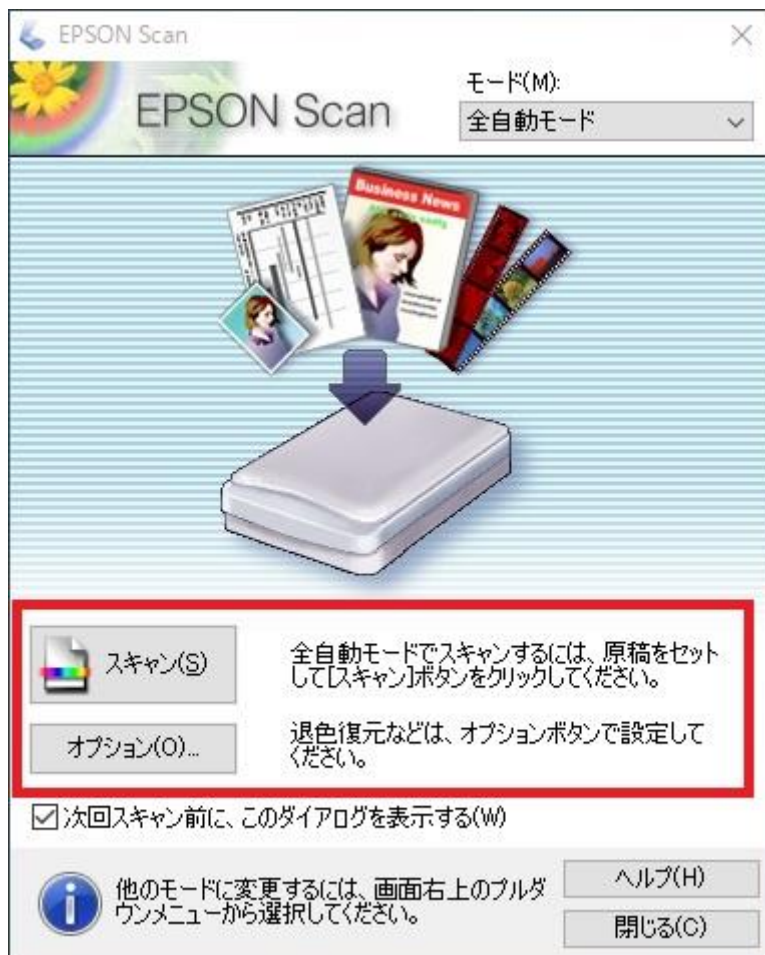 EPSON Scan
EPSON Scan
モード(M):
全自動モード
Business News
スキャン(S)
全自動モードでスキャンするには、原稿をセット
して[スキャン]ボタンをクリックしてください。
オプション(O)...
退色復元などは、オプションボタンで設定して
ください。
次回スキャン前に、このダイアログを表示する(W)
他のモードに変更するには、画面右上のプルダ
ウンメニューから選択してください。
ヘルプ(H)
閉じる(C)